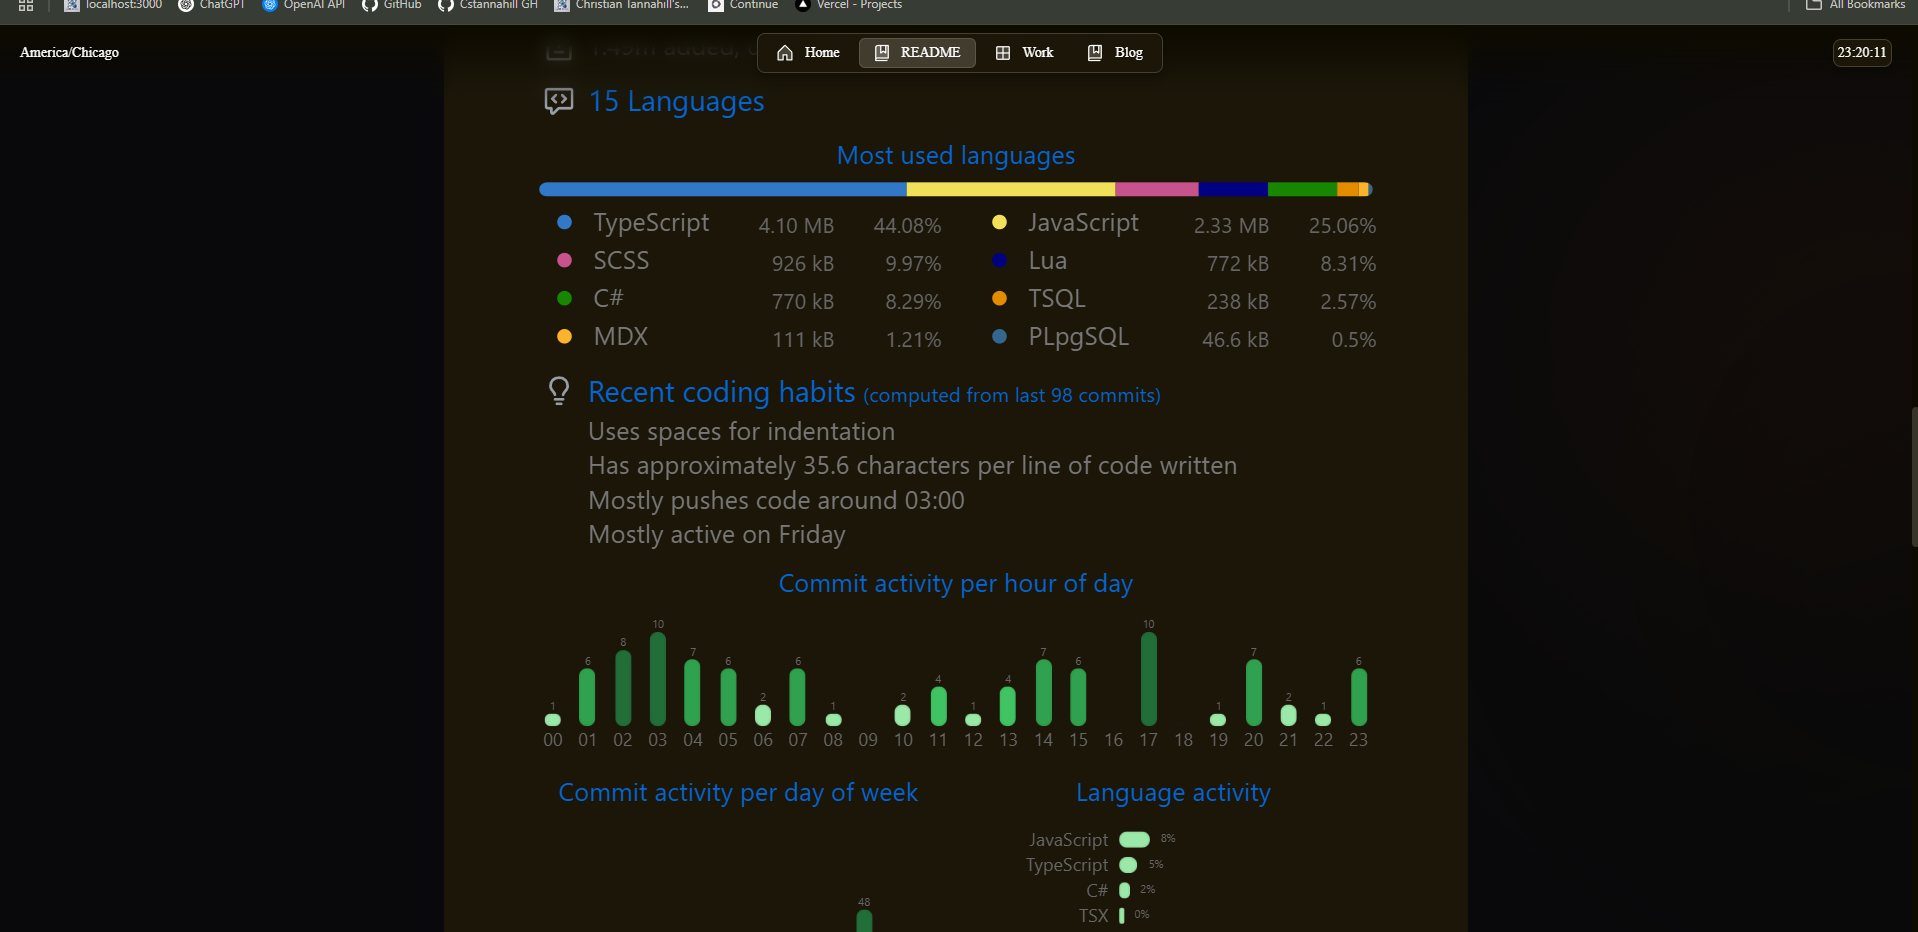 localhost:3000 ChatGPT OpenAI API GitHub Cstannahill GH Christian Tannahill's... Continue Vercel - Projects All Bookmarks
America/Chicago Home README Work Blog 23:20:11
1.49m added,
15 Languages
Most used languages
TypeScript 4.10 MB 44.08% JavaScript 2.33 MB 25.06%
SCSS 926 kB 9.97% Lua 772 kB 8.31%
C# 770 kB 8.29% TSQL 238 kB 2.57%
MDX 111 kB 1.21% PLpgSQL 46.6 kB 0.5%
Recent coding habits (computed from last 98 commits)
Uses spaces for indentation
Has approximately 35.6 characters per line of code written
Mostly pushes code around 03:00
Mostly active on Friday
Commit activity per hour of day
1 6 8 10 7 6 2 6 1 2 4 1 4 7 6 10 1 7 2 1 6
00 01 02 03 04 05 06 07 08 09 10 11 12 13 14 15 16 17 18 19 20 21 22 23
Commit activity per day of week Language activity
JavaScript 8%
TypeScript 5%
C# 2%
48
TSX 0%